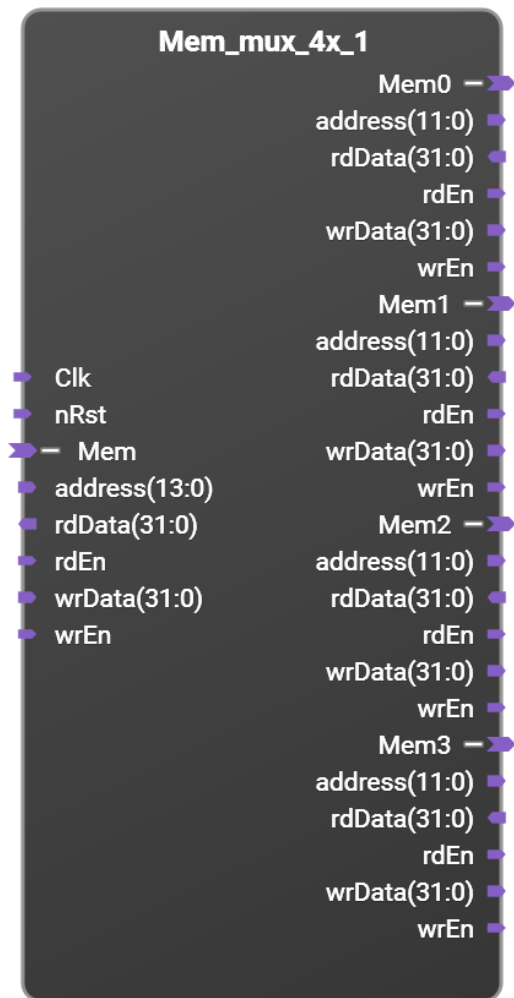 Mem_mux_4x_1
Clk
nRst
Mem
address(13:0)
rdData(31:0)
rdEn
wrData(31:0)
wrEn
Mem0
address(11:0)
rdData(31:0)
rdEn
wrData(31:0)
wrEn
Mem1
address(11:0)
rdData(31:0)
rdEn
wrData(31:0)
wrEn
Mem2
address(11:0)
rdData(31:0)
rdEn
wrData(31:0)
wrEn
Mem3
address(11:0)
rdData(31:0)
rdEn
wrData(31:0)
wrEn